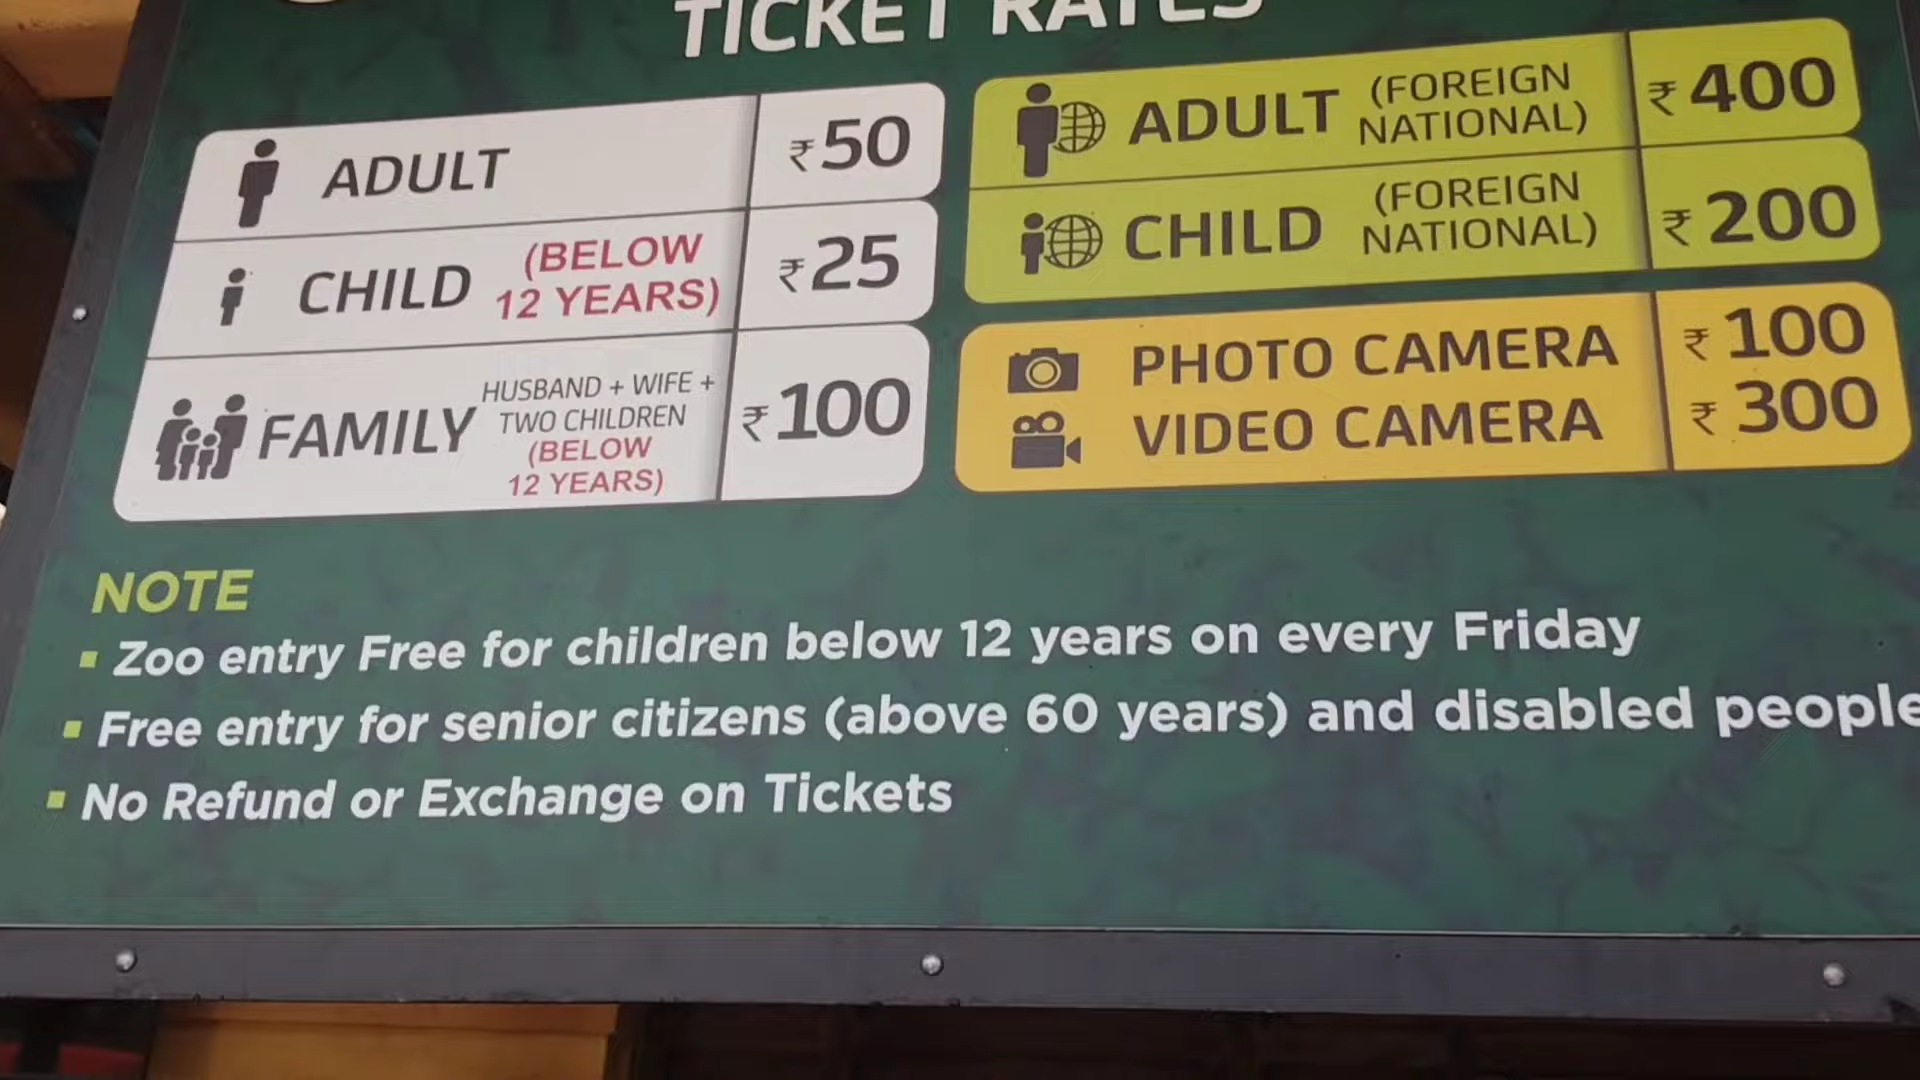 TICKET RATES
ADULT ₹50
CHILD (BELOW
12 YEARS) ₹25
FAMILY HUSBAND + WIFE +
TWO CHILDREN
(BELOW
12 YEARS) ₹100
ADULT (FOREIGN
NATIONAL) ₹400
CHILD (FOREIGN
NATIONAL) ₹200
PHOTO CAMERA ₹100
VIDEO CAMERA ₹300
NOTE
▪ Zoo entry Free for children below 12 years on every Friday
▪ Free entry for senior citizens (above 60 years) and disabled people
▪ No Refund or Exchange on Tickets